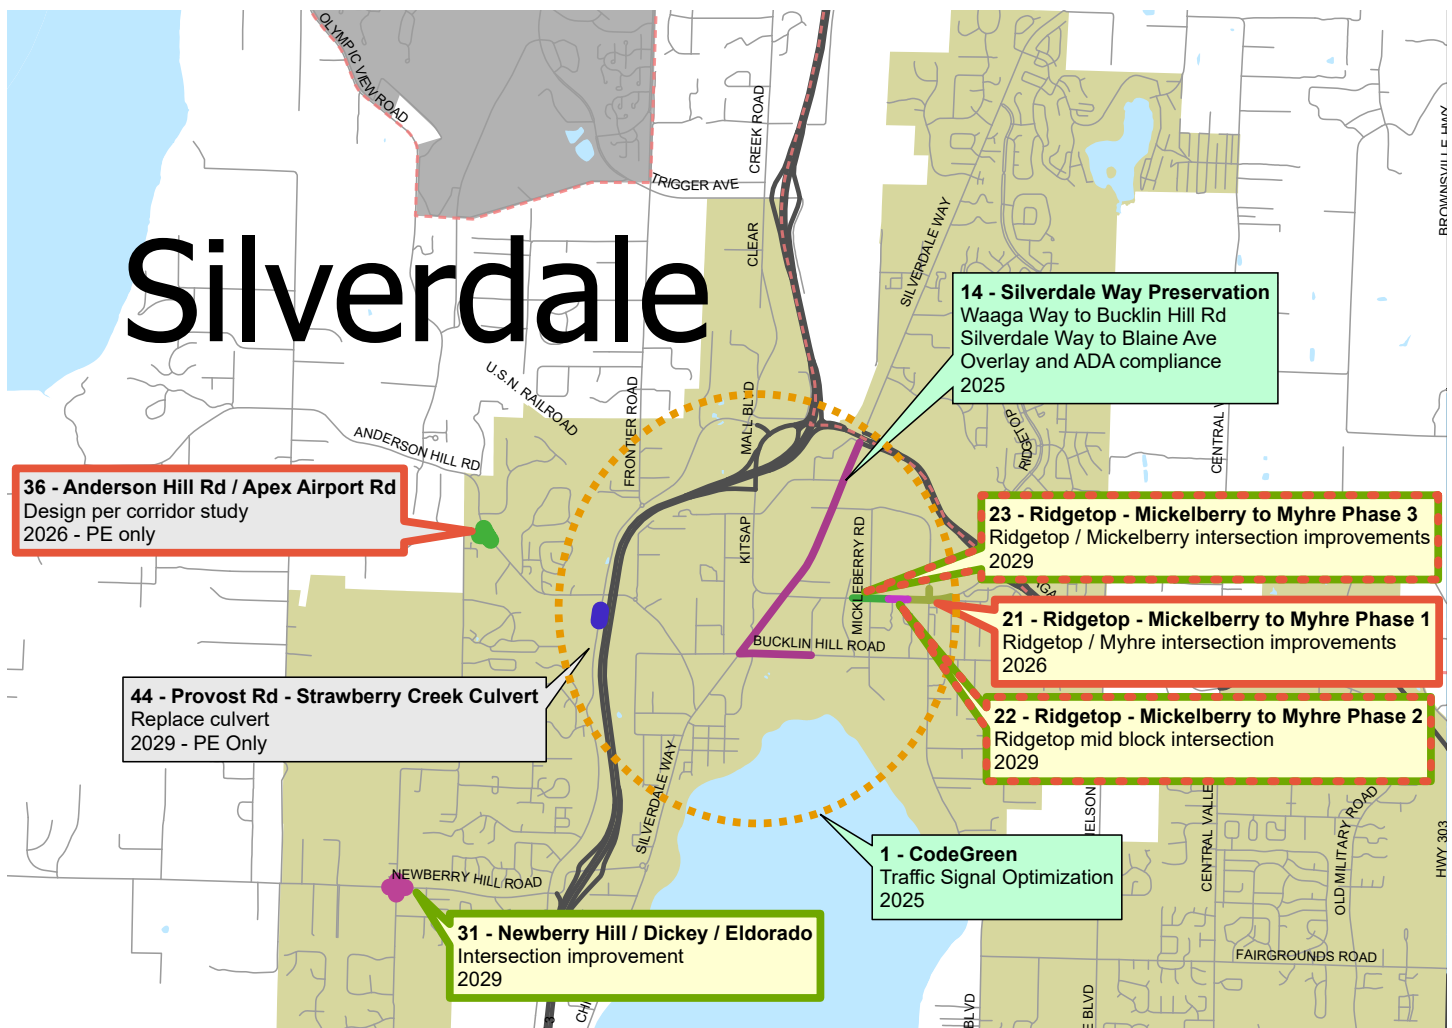 OLYMPIC VIEW ROAD
CREEK ROAD
TRIGGER AVE
CLEAR
SILVERDALE WAY
BROWNSVILLE HWY
Silverdale
14 - Silverdale Way Preservation
Waaga Way to Bucklin Hill Rd
Silverdale Way to Blaine Ave
Overlay and ADA compliance
2025
U.S.N. RAILROAD
FRONTIER ROAD
MALL BLVD
RIDGETOP
CENTRAL V
ANDERSON HILL RD
36 - Anderson Hill Rd / Apex Airport Rd
Design per corridor study
2026 - PE only
KITSAP
MICKLEBERRY RD
23 - Ridgetop - Mickelberry to Myhre Phase 3
Ridgetop / Mickelberry intersection improvements
2029
21 - Ridgetop - Mickelberry to Myhre Phase 1
Ridgetop / Myhre intersection improvements
2026
BUCKLIN HILL ROAD
44 - Provost Rd - Strawberry Creek Culvert
Replace culvert
2029 - PE Only
22 - Ridgetop - Mickelberry to Myhre Phase 2
Ridgetop mid block intersection
2029
SILVERDALE WAY
NELSON
CENTRAL VALLE
OLD MILITARY ROAD
HWY 303
1 - CodeGreen
Traffic Signal Optimization
2025
NEWBERRY HILL ROAD
31 - Newberry Hill / Dickey / Eldorado
Intersection improvement
2029
FAIRGROUNDS ROAD
3
CHI
BLVD
E BLVD